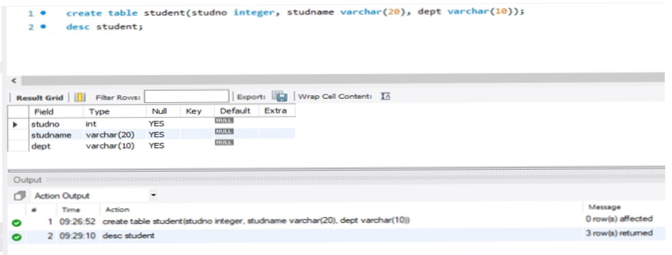 1 create table student(studno integer, studname varchar(20), dept varchar(10));
2 desc student;
Result Grid Filter Rows: Export: Wrap Cell Content:
Field Type Null Key Default Extra
studno int YES NULL
studname varchar(20) YES NULL
dept varchar(10) YES NULL
Output
Action Output
# Time Action Message
1 09:26:52 create table student(studno integer, studname varchar(20), dept varchar(10)) 0 row(s) affected
2 09:29:10 desc student 3 row(s) returned